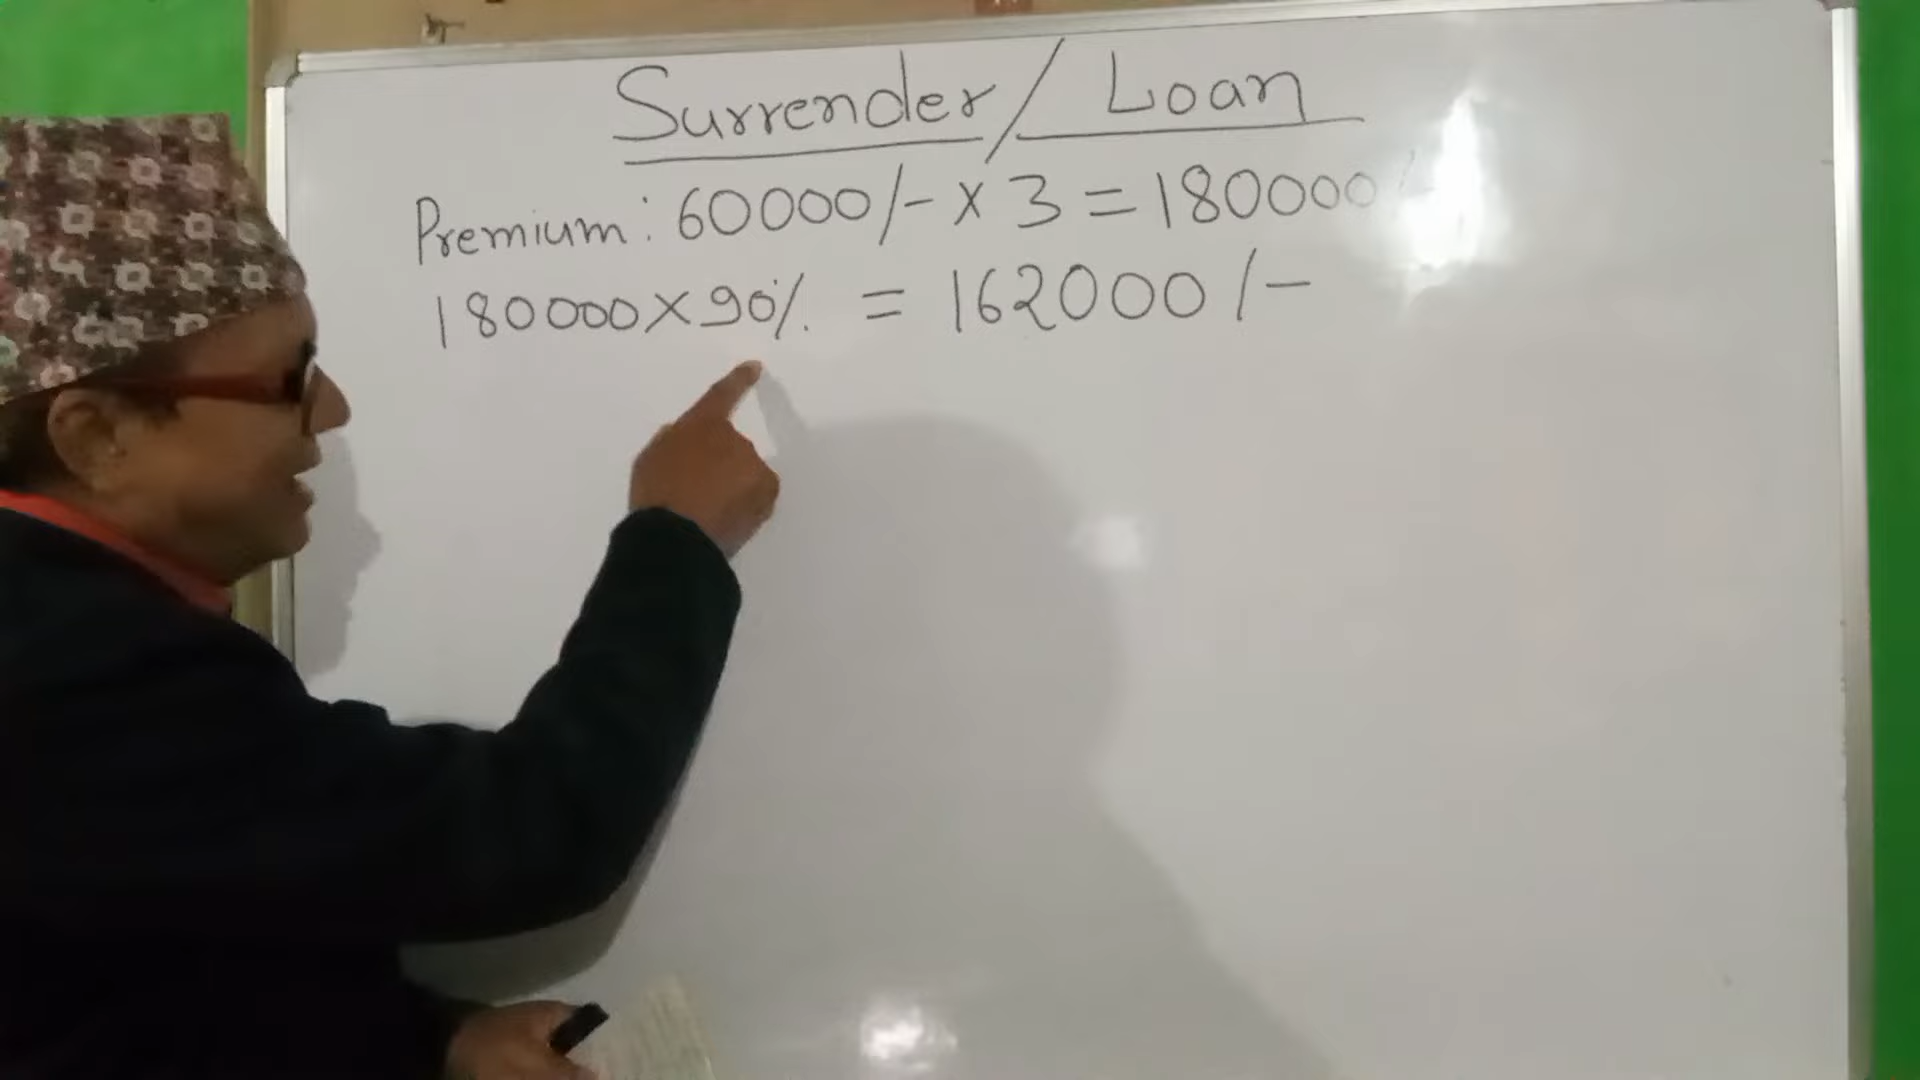 Surrender/ Loan
Premium: 60000/- × 3 = 180000/-
180000×90% = 162000/-